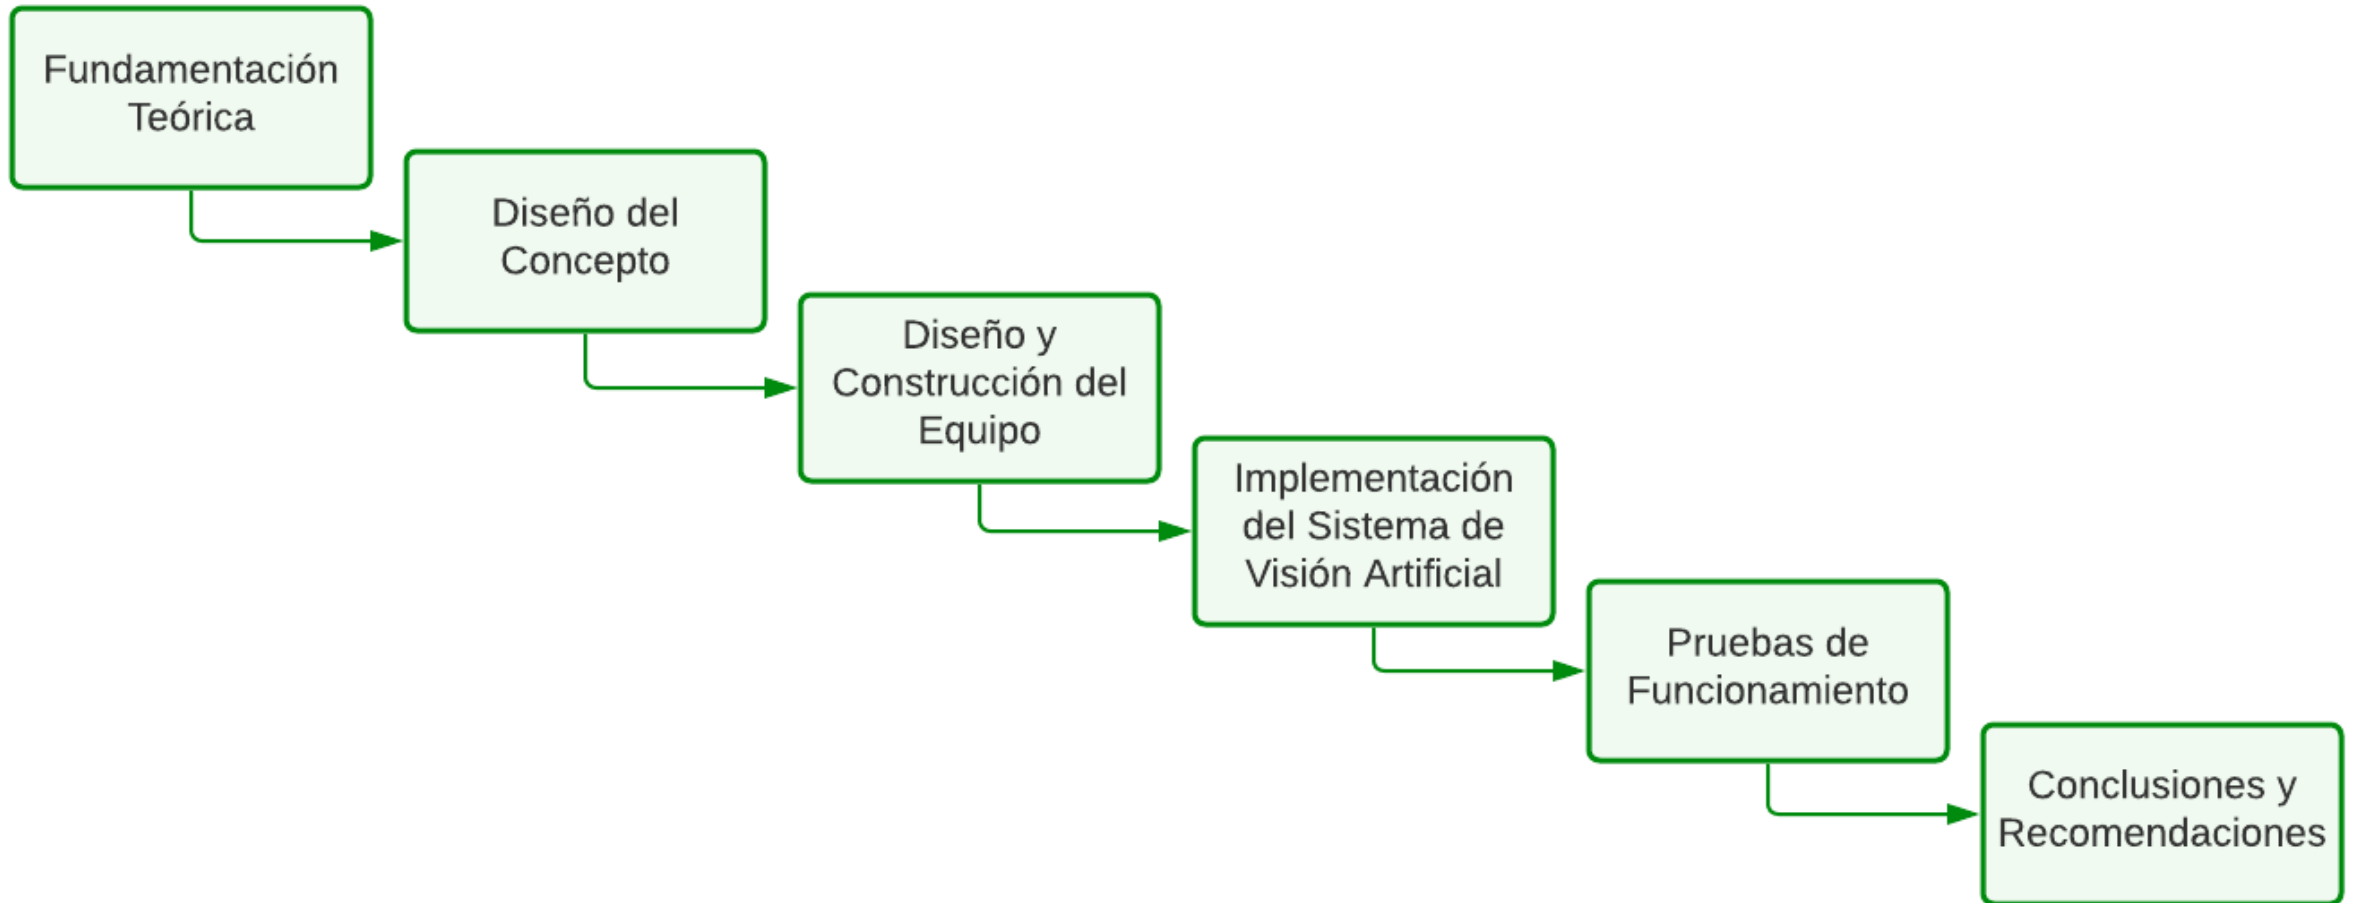 Fundamentación
Teórica
Diseño del
Concepto
Diseño y
Construcción del
Equipo
Implementación
del Sistema de
Visión Artificial
Pruebas de
Funcionamiento
Conclusiones y
Recomendaciones